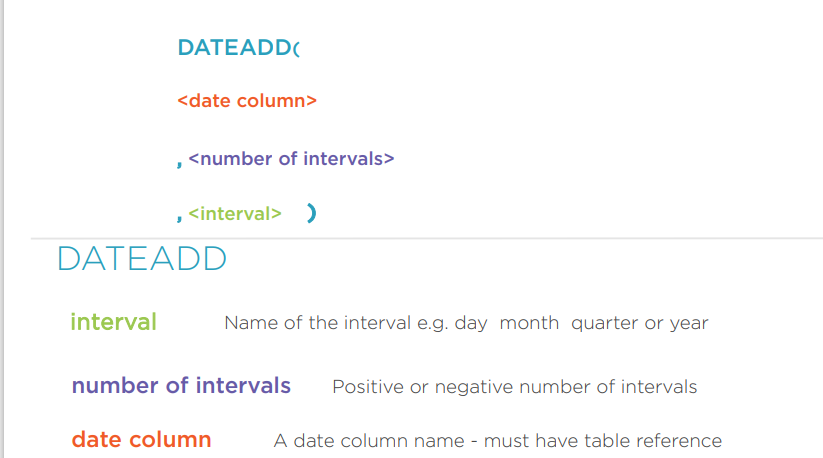 DATEADD(
<date column>
, <number of intervals>
, <interval> )
DATEADD
interval Name of the interval e.g. day month quarter or year
number of intervals Positive or negative number of intervals
date column A date column name - must have table reference